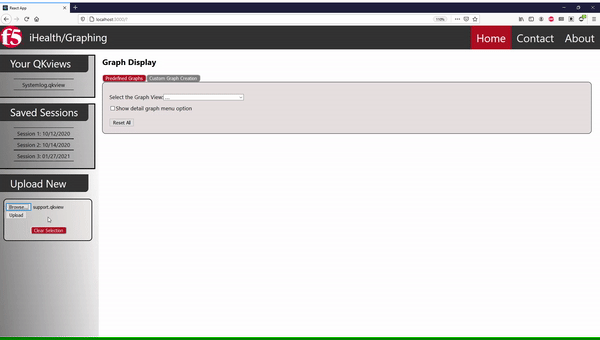 React App
localhost:3000/?
110%
f5 iHealth/Graphing
Home
Contact
About
Your QKviews
Systemlog.qkview
Saved Sessions
Session 1: 10/12/2020
Session 2: 10/14/2020
Session 3: 01/27/2021
Upload New
Browse... support.qkview
Upload
Clear Selection
Graph Display
Predefined Graphs
Custom Graph Creation
Select the Graph View: ...
Show detail graph menu option
Reset All